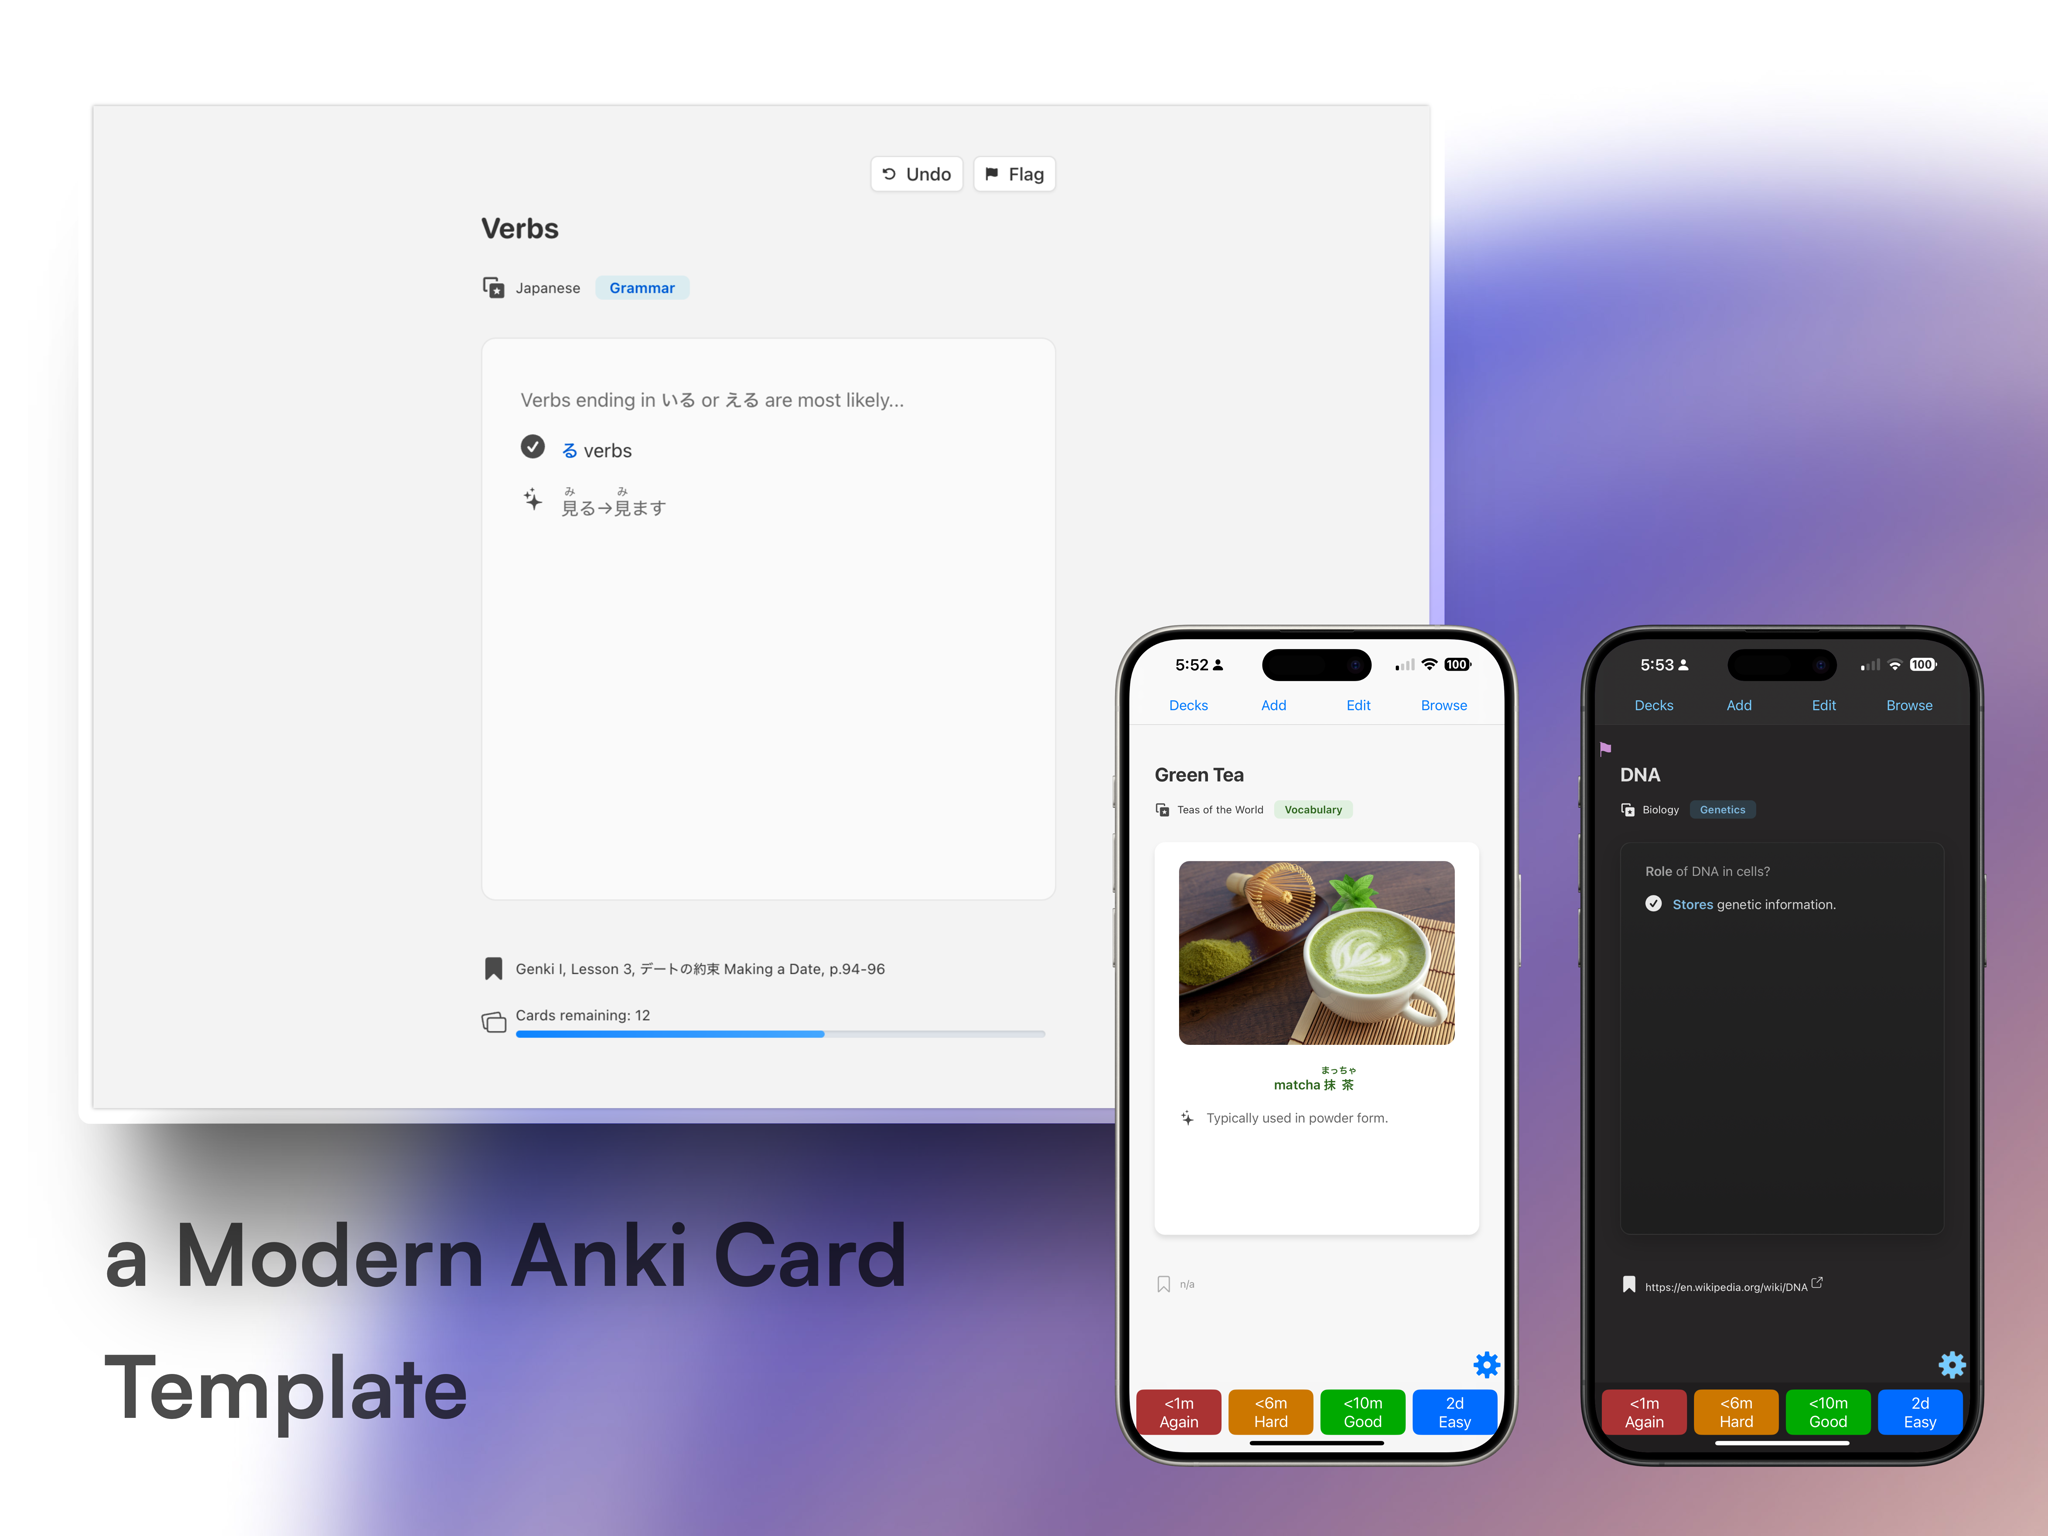 Undo Flag
Verbs
Japanese Grammar
Verbs ending in いる or える are most likely...
る verbs
み み
見る→見ます
Genki I, Lesson 3, デートの約束 Making a Date, p.94-96
Cards remaining: 12
a Modern Anki Card
Template
5:52 100
Decks Add Edit Browse
Green Tea
Teas of the World Vocabulary
まっちゃ
matcha 抹茶
Typically used in powder form.
n/a
<1m <6m <10m 2d
Again Hard Good Easy
5:53 100
Decks Add Edit Browse
DNA
Biology Genetics
Role of DNA in cells?
Stores genetic information.
https://en.wikipedia.org/wiki/DNA
<1m <6m <10m 2d
Again Hard Good Easy